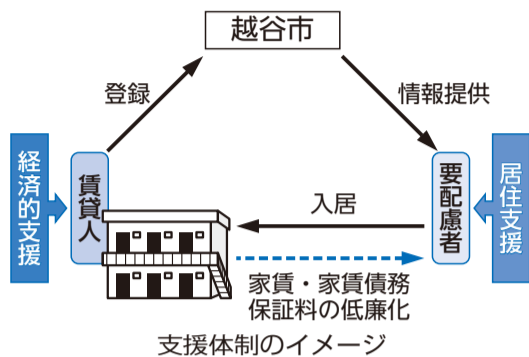 越谷市
登録
情報提供
経済的支援
賃貸人
要配慮者
居住支援
入居
家賃・家賃債務
保証料の低廉化
支援体制のイメージ